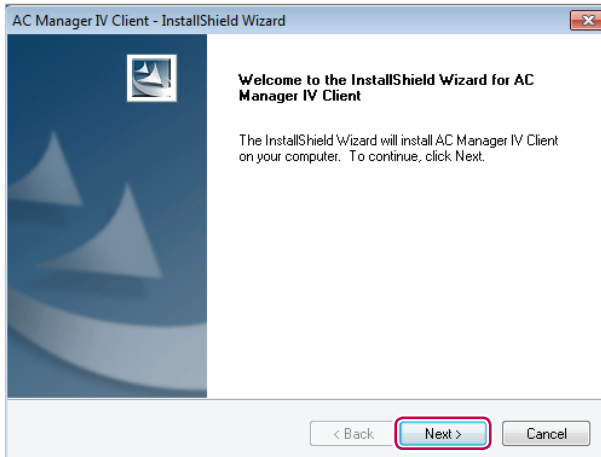 AC Manager IV Client - InstallShield Wizard
Welcome to the InstallShield Wizard for AC
Manager IV Client
The InstallShield Wizard will install AC Manager IV Client
on your computer.  To continue, click Next.
< Back
Next >
Cancel